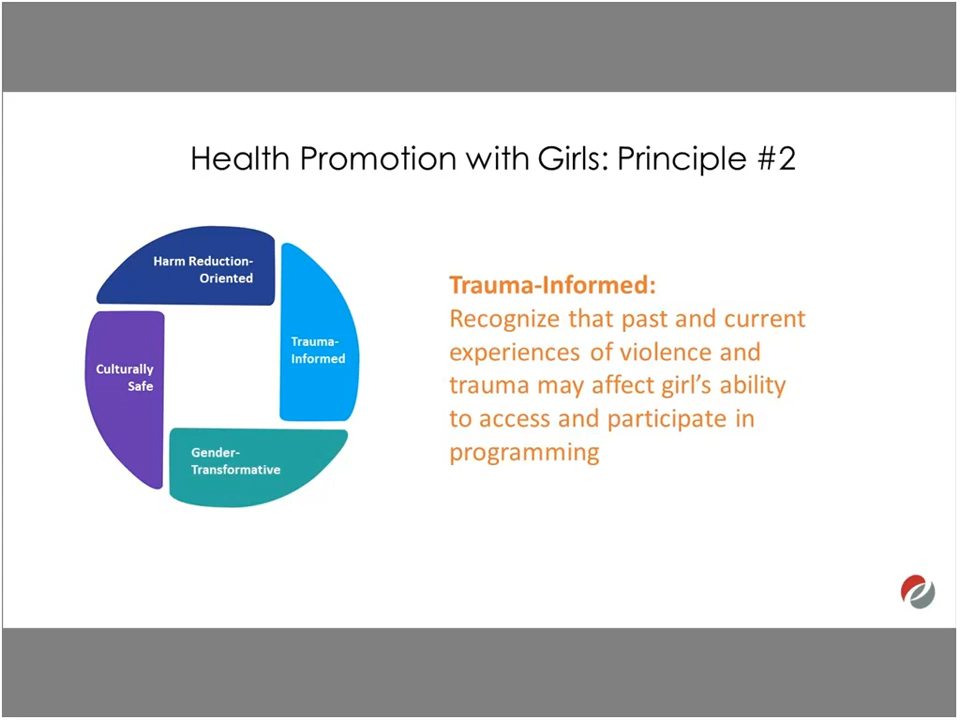 Health Promotion with Girls: Principle #2
Harm Reduction-
Oriented
Trauma-
Informed
Culturally
Safe
Gender-
Transformative
Trauma-Informed:
Recognize that past and current
experiences of violence and
trauma may affect girl’s ability
to access and participate in
programming